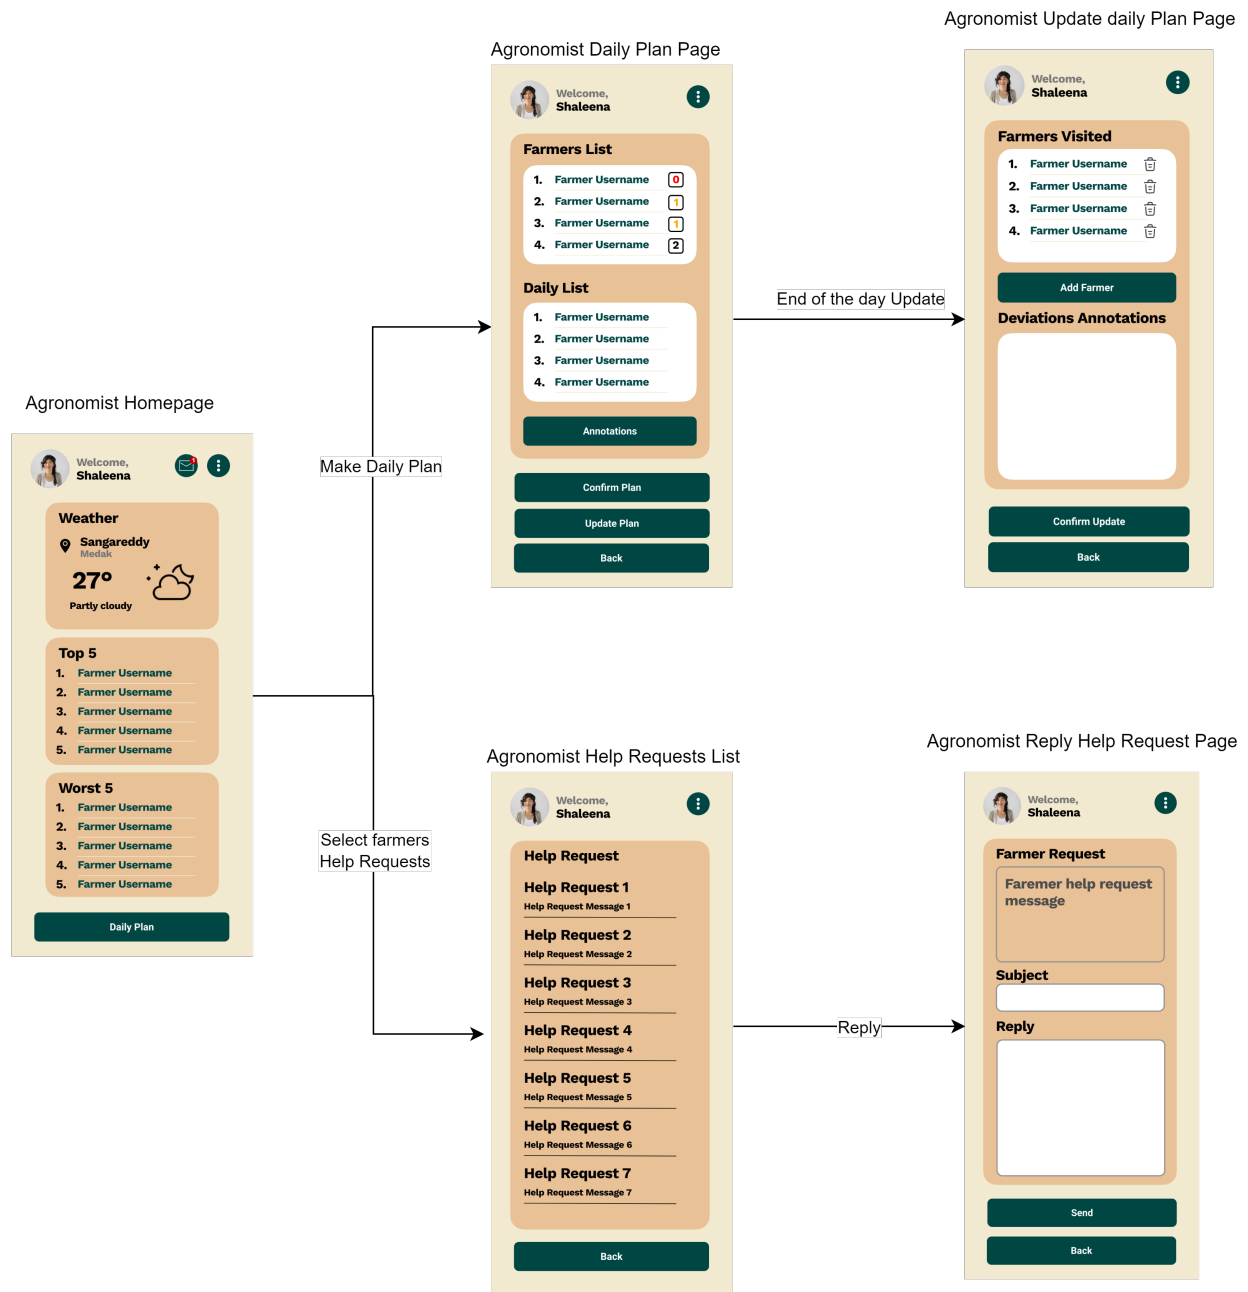 Agronomist Update daily Plan Page
Welcome,
Shaleena
Farmers Visited
1. Farmer Username
2. Farmer Username
3. Farmer Username
4. Farmer Username
Add Farmer
Deviations Annotations
Confirm Update
Back
Agronomist Daily Plan Page
Welcome,
Shaleena
Farmers List
1. Farmer Username 0
2. Farmer Username 1
3. Farmer Username 1
4. Farmer Username 2
Daily List
1. Farmer Username
2. Farmer Username
3. Farmer Username
4. Farmer Username
Annotations
Confirm Plan
Update Plan
Back
End of the day Update
Agronomist Homepage
Welcome,
Shaleena
1
Weather
Sangareddy
Medak
27º
Partly cloudy
Top 5
1. Farmer Username
2. Farmer Username
3. Farmer Username
4. Farmer Username
5. Farmer Username
Worst 5
1. Farmer Username
2. Farmer Username
3. Farmer Username
4. Farmer Username
5. Farmer Username
Daily Plan
Make Daily Plan
Select farmers
Help Requests
Agronomist Help Requests List
Welcome,
Shaleena
Help Request
Help Request 1
Help Request Message 1
Help Request 2
Help Request Message 2
Help Request 3
Help Request Message 3
Help Request 4
Help Request Message 4
Help Request 5
Help Request Message 5
Help Request 6
Help Request Message 6
Help Request 7
Help Request Message 7
Back
Reply
Agronomist Reply Help Request Page
Welcome,
Shaleena
Farmer Request
Faremer help request
message
Subject
Reply
Send
Back